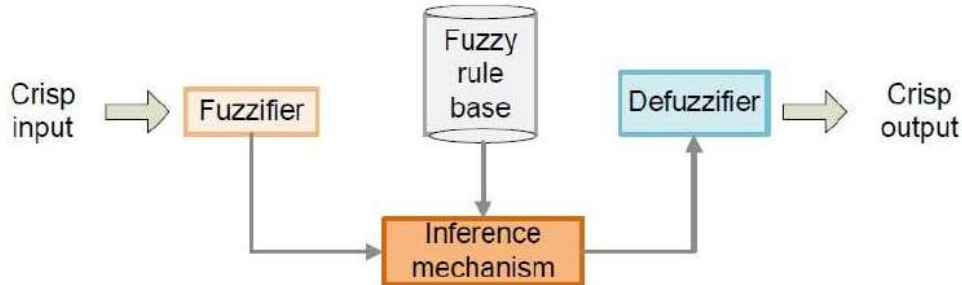 Crisp
input
Fuzzifier
Fuzzy
rule
base
Inference
mechanism
Defuzzifier
Crisp
output